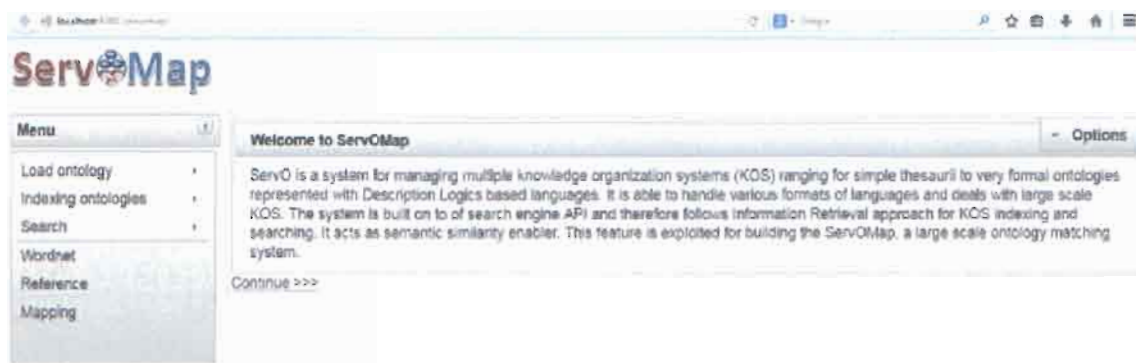 localhost
ServOMap
Menu
Welcome to ServOMap
Options
Load ontology
Indexing ontologies
Search
Wordnet
Reference
Mapping
ServO is a system for managing multiple knowledge organization systems (KOS) ranging for simple thesaurii to very formal ontologies
represented with Description Logics based languages. It is able to handle various formats of languages and deals with large scale
KOS. The system is built on to of search engine API and therefore follows Information Retrieval approach for KOS indexing and
searching. It acts as semantic similarity enabler. This feature is exploited for building the ServOMap, a large scale ontology matching
system.
Continue >>>